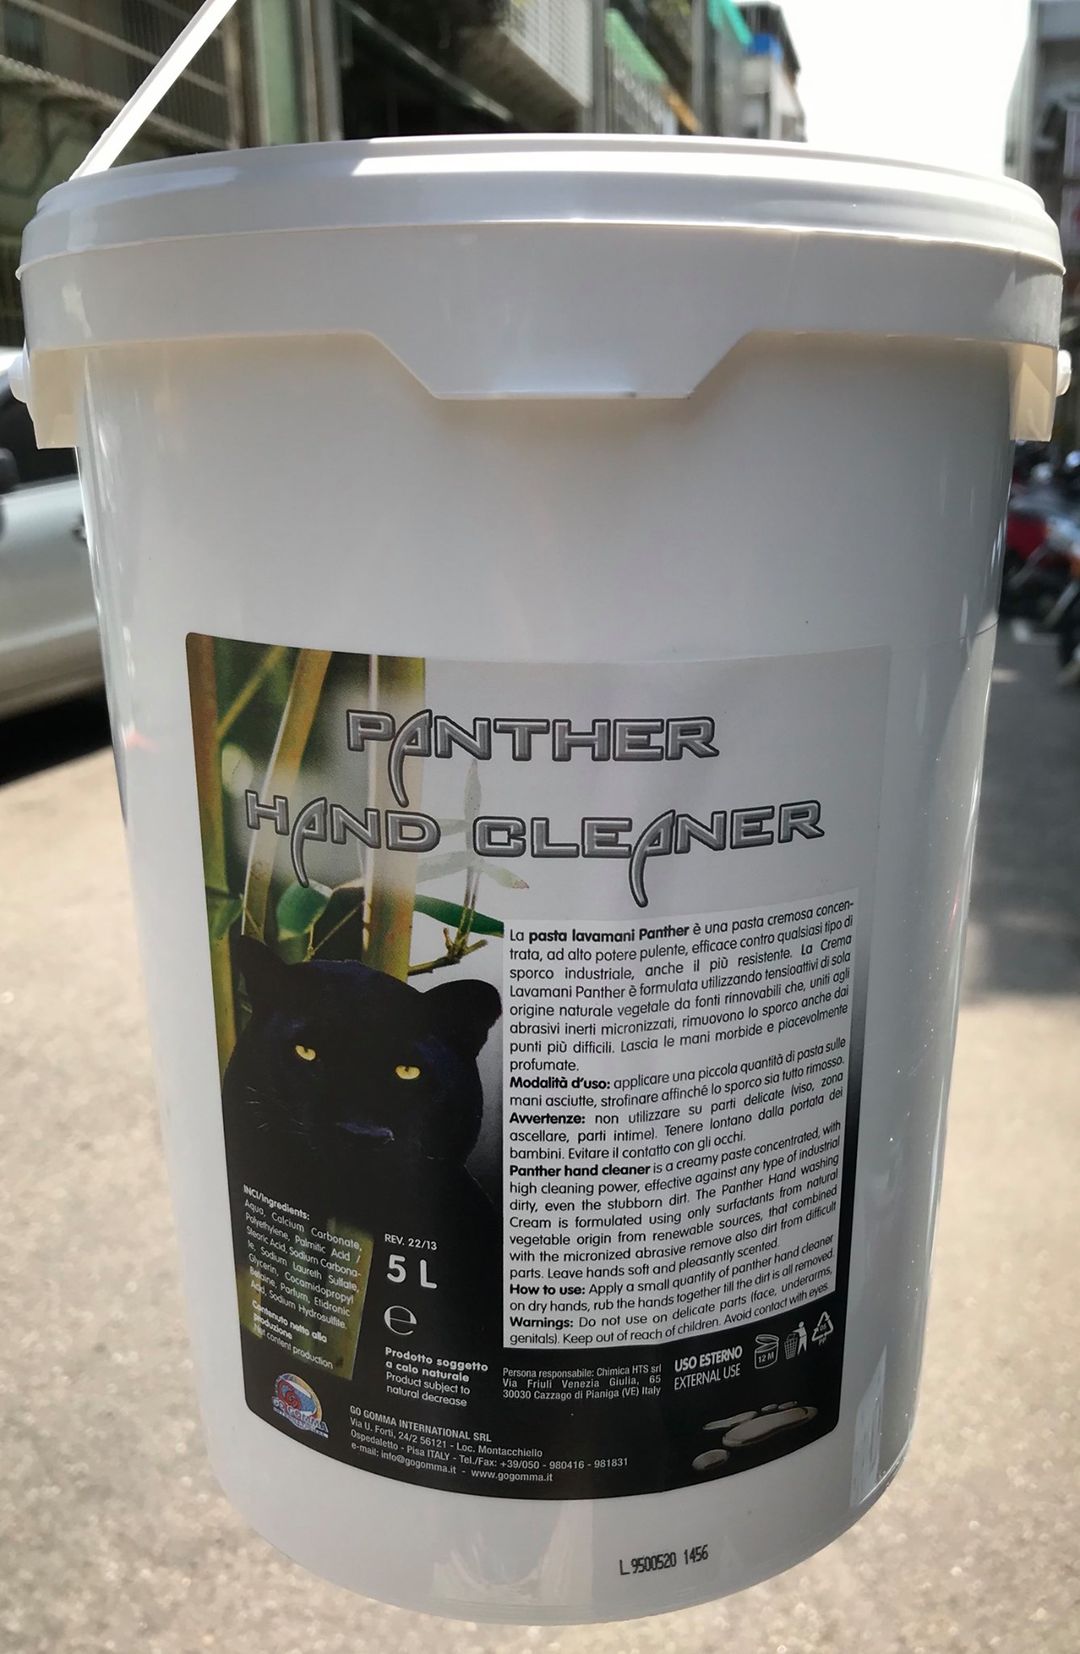 PANTHER
HAND CLEANER
La pasta lavamani Panther è una pasta cremosa concen-
trata, ad alto potere pulente, efficace contro qualsiasi tipo di
sporco industriale, anche il più resistente. La Crema
Lavamani Panther è formulata utilizzando tensioattivi di sola
origine naturale vegetale da fonti rinnovabili che, uniti agli
abrasivi inerti micronizzati, rimuovono lo sporco anche dai
punti più difficili. Lascia le mani morbide e piacevolmente
profumate.
Modalità d'uso: applicare una piccola quantità di pasta sulle
mani asciutte, strofinare affinché lo sporco sia tutto rimosso.
Avvertenze: non utilizzare su parti delicate (viso, zona
ascellare, parti intime). Tenere lontano dalla portata dei
bambini. Evitare il contatto con gli occhi.
Panther hand cleaner is a creamy paste concentrated, with
high cleaning power, effective against any type of industrial
dirty, even the stubborn dirt. The Panther Hand washing
Cream is formulated using only surfactants from natural
vegetable origin from renewable sources, that combined
with the micronized abrasive remove also dirt from difficult
parts. Leave hands soft and pleasantly scented.
How to use: Apply a small quantity of panther hand cleaner
on dry hands, rub the hands together till the dirt is all removed.
Warnings: Do not use on delicate parts (face, underarms,
genitals). Keep out of reach of children. Avoid contact with eyes.
INCI/Ingredients:
Aqua, Calcium Carbonate,
Polyethylene, Palmitic Acid /
Stearic Acid, Sodium Carbona-
te, Sodium Laureth Sulfate,
Glycerin, Cocamidopropyl
Betaine, Parfum, Etidronic
Acid, Sodium Hydrosulfite.
Contenuto netto alla
produzione
Net content production
REV. 22/13
5 L
e
Prodotto soggetto
a calo naturale
Product subject to
natural decrease
Persona responsabile: Chimica HTS srl
Via Friuli Venezia Giulia, 65
30030 Cazzago di Pianiga (VE) Italy
USO ESTERNO
EXTERNAL USE
12 M
05
PP
GO GOMMA
GO GOMMA INTERNATIONAL SRL
Via U. Forti, 24/2 56121 - Loc. Montacchiello
Ospedaletto - Pisa ITALY - Tel./Fax: +39/050 - 980416 - 981831
e-mail: info@gogomma.it - www.gogomma.it
L 9500520 1456